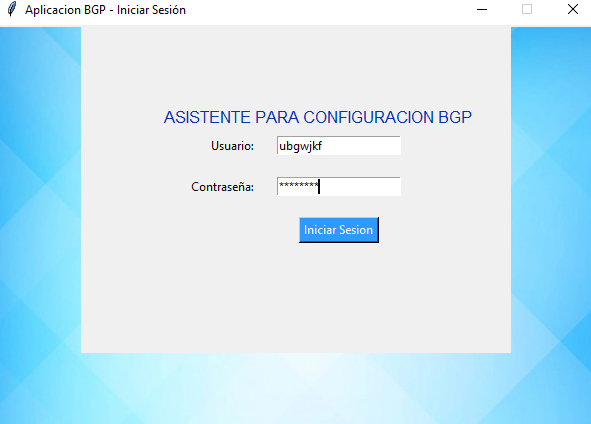 Aplicacion BGP - Iniciar Sesión
ASISTENTE PARA CONFIGURACION BGP
Usuario: ubgwjkf
Contraseña: ********
Iniciar Sesion